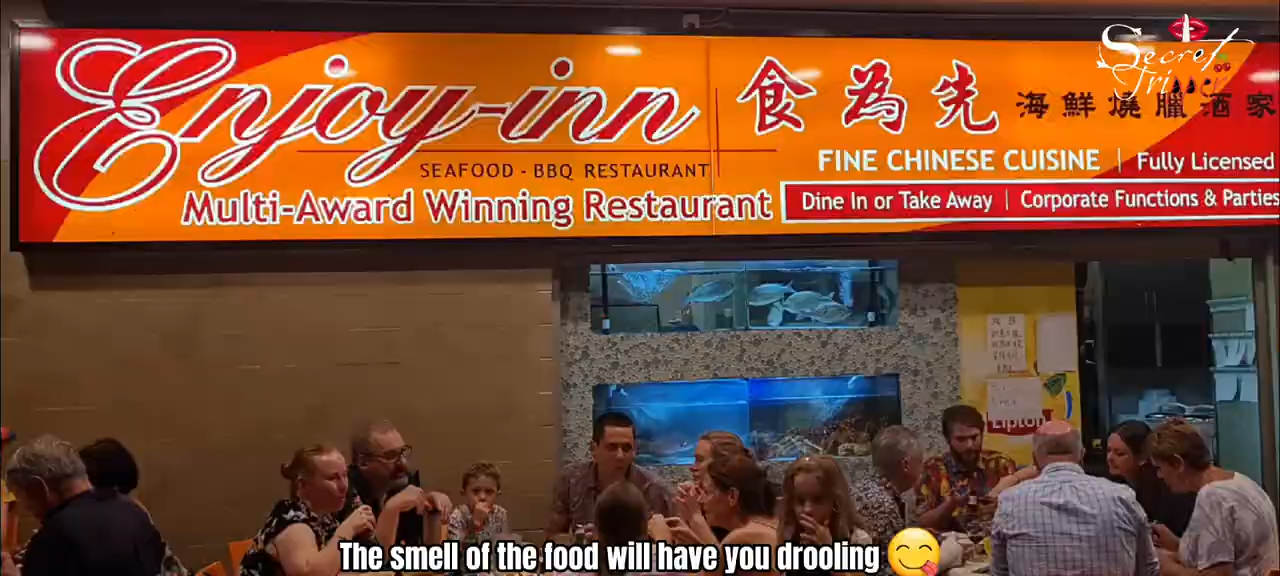 Enjoy-inn
SEAFOOD - BBQ RESTAURANT
Multi-Award Winning Restaurant
食為先
海鮮燒臘酒家
FINE CHINESE CUISINE | Fully Licensed
Dine In or Take Away | Corporate Functions & Parties
Secret
Lipton
The smell of the food will have you drooling 😋